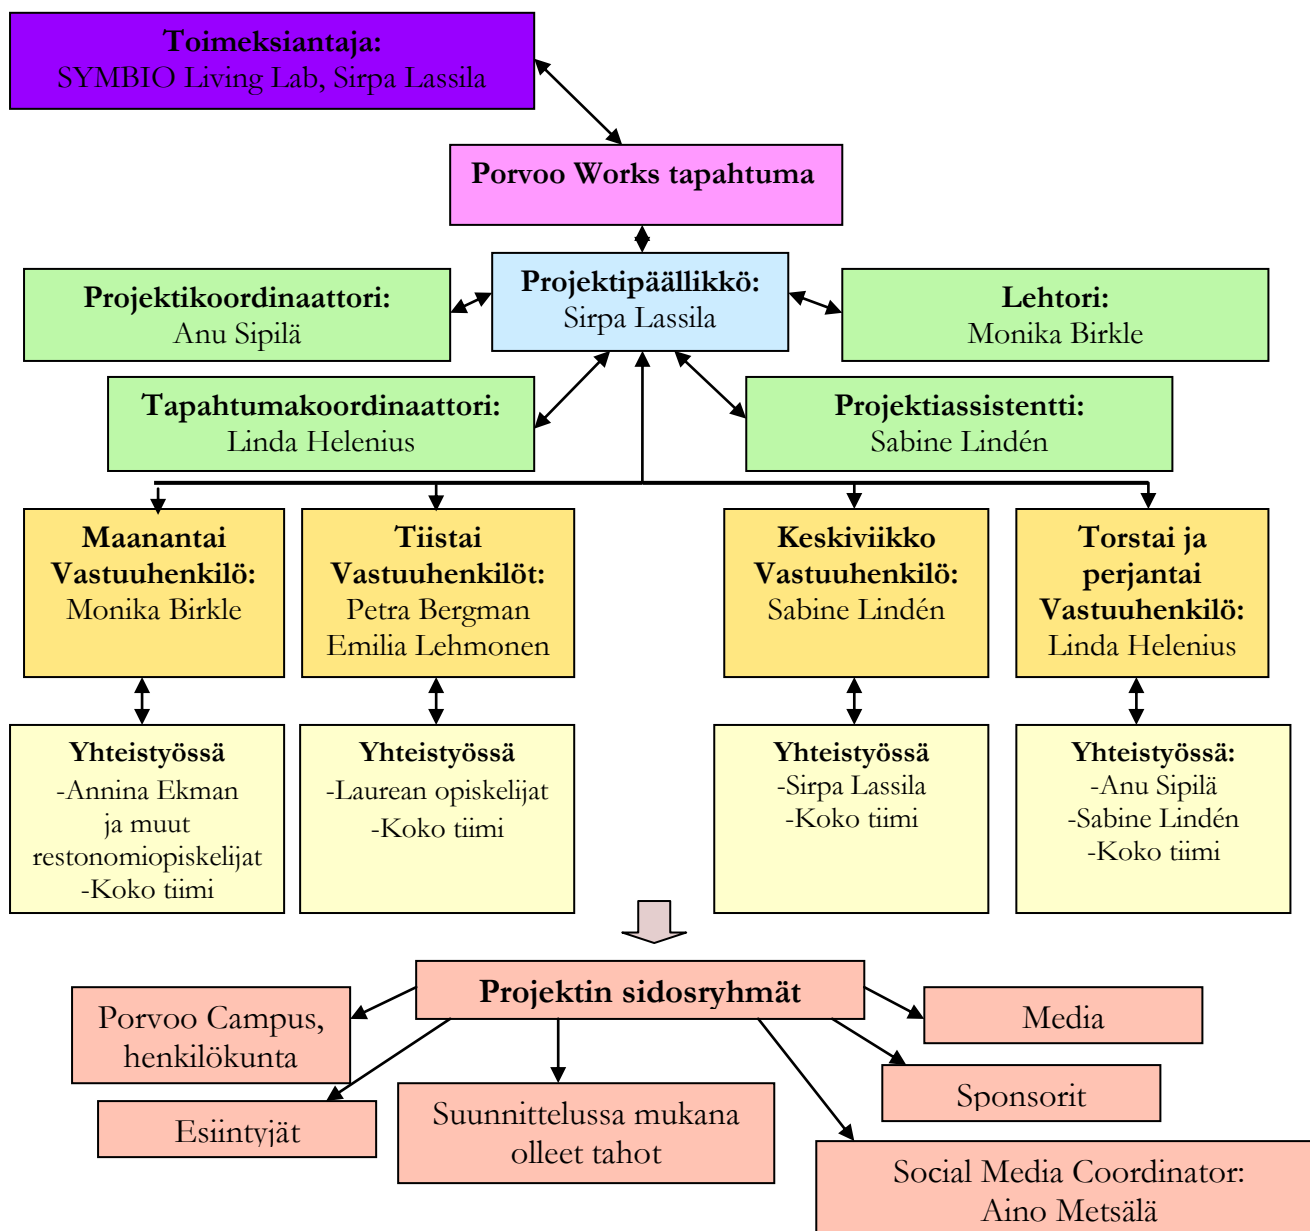 Toimeksiantaja:
SYMBIO Living Lab, Sirpa Lassila
Porvoo Works tapahtuma
Projektipäällikkö:
Sirpa Lassila
Projektikoordinaattori:
Anu Sipilä
Lehtori:
Monika Birkle
Tapahtumakoordinaattori:
Linda Helenius
Projektiassistentti:
Sabine Lindén
Maanantai
Vastuuhenkilö:
Monika Birkle
Tiistai
Vastuuhenkilöt:
Petra Bergman
Emilia Lehmonen
Keskiviikko
Vastuuhenkilö:
Sabine Lindén
Torstai ja
perjantai
Vastuuhenkilö:
Linda Helenius
Yhteistyössä
-Annina Ekman
ja muut
restonomiopiskelijat
-Koko tiimi
Yhteistyössä
-Laurean opiskelijat
-Koko tiimi
Yhteistyössä
-Sirpa Lassila
-Koko tiimi
Yhteistyössä:
-Anu Sipilä
-Sabine Lindén
-Koko tiimi
Projektin sidosryhmät
Porvoo Campus,
henkilökunta
Media
Esiintyjät
Suunnittelussa mukana
olleet tahot
Sponsorit
Social Media Coordinator:
Aino Metsälä